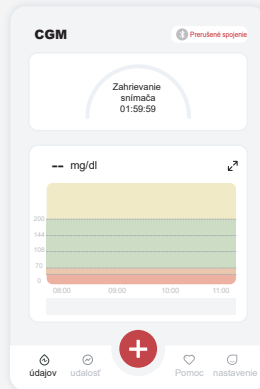 CGM
Prerušené spojenie
Zahrievanie
snímača
01:59:59
-- mg/dl
200
144
108
70
0
08:00 09:00 10:00 11:00
údajov udalosť Pomoc nastavenie